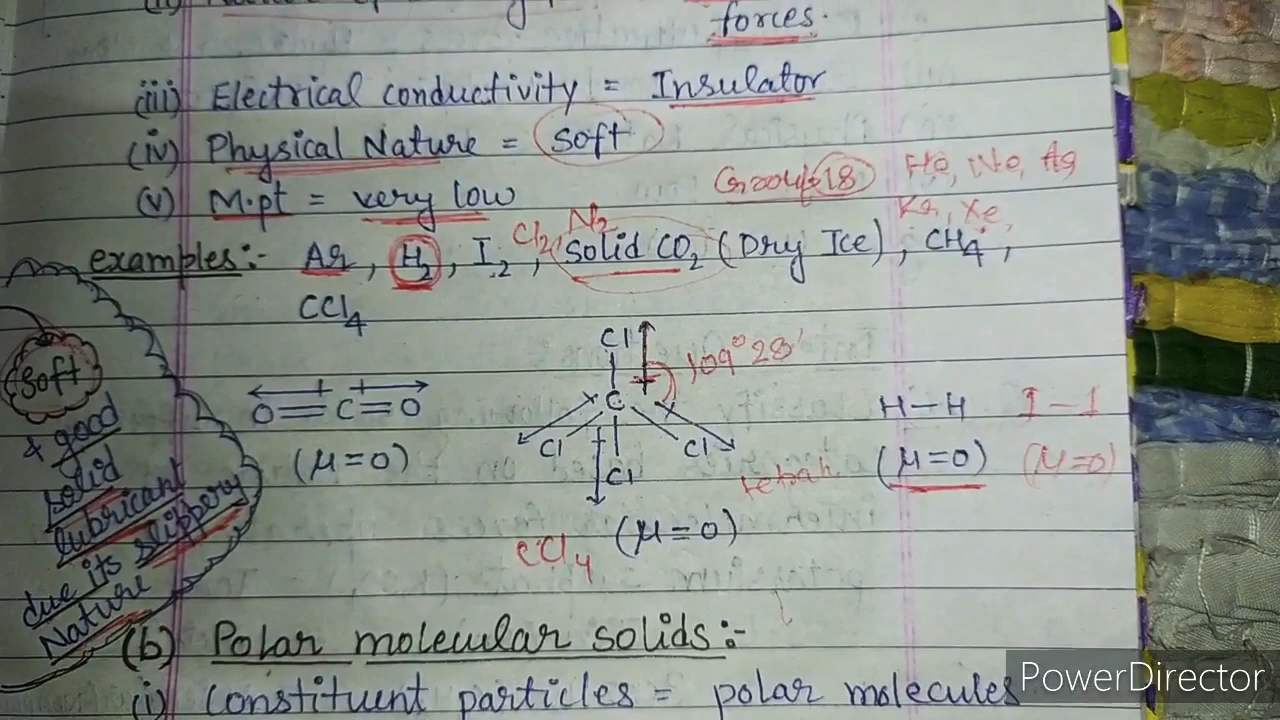 forces.
(iii) Electrical conductivity = Insulator
(iv) Physical Nature = soft
(v) M.pt = very low
Group 18 He, Ne, Ag
Kr, Xe,
Cl2, N2
examples:- Ar, H2, I2, solid CO2 (Dry Ice), CH4,
CCl4
soft
& good
solid
lubricant
due its slippery
Nature
O=C=O
(μ=0)
Cl
109°28'
C
Cl Cl
Cl
tetrah
CCl4 (μ=0)
H-H I-I
(μ=0) (μ=0)
(b) Polar molecular solids:-
(i) constituent particles = polar molecules
PowerDirector